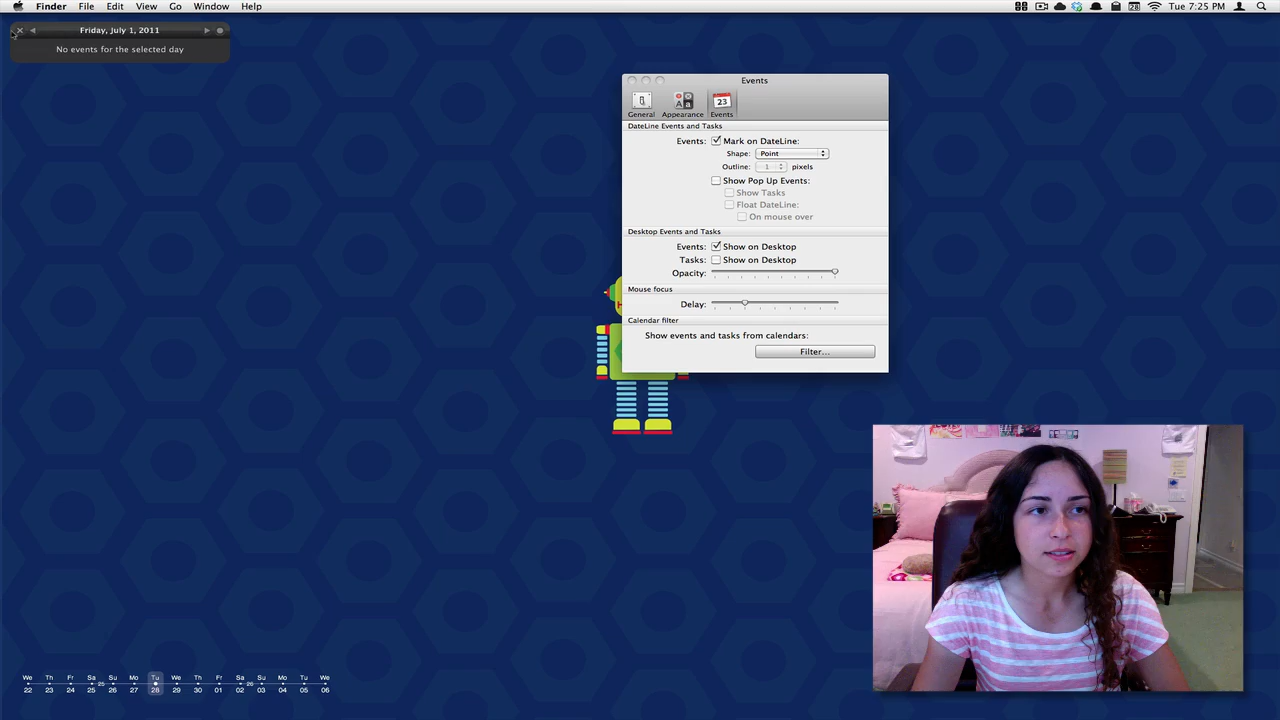 Finder File Edit View Go Window Help
28 Tue 7:25 PM
Friday, July 1, 2011
No events for the selected day
Events
23
General Appearance Events
DateLine Events and Tasks
Events: Mark on DateLine:
Shape: Point
Outline: 1 pixels
Show Pop Up Events:
Show Tasks
Float DateLine:
On mouse over
Desktop Events and Tasks
Events: Show on Desktop
Tasks: Show on Desktop
Opacity:
Mouse focus
Delay:
Calendar filter
Show events and tasks from calendars:
Filter...
We Th Fr Sa Su Mo Tu We Th Fr Sa Su Mo Tu We
25 26
22 23 24 25 26 27 28 29 30 01 02 03 04 05 06